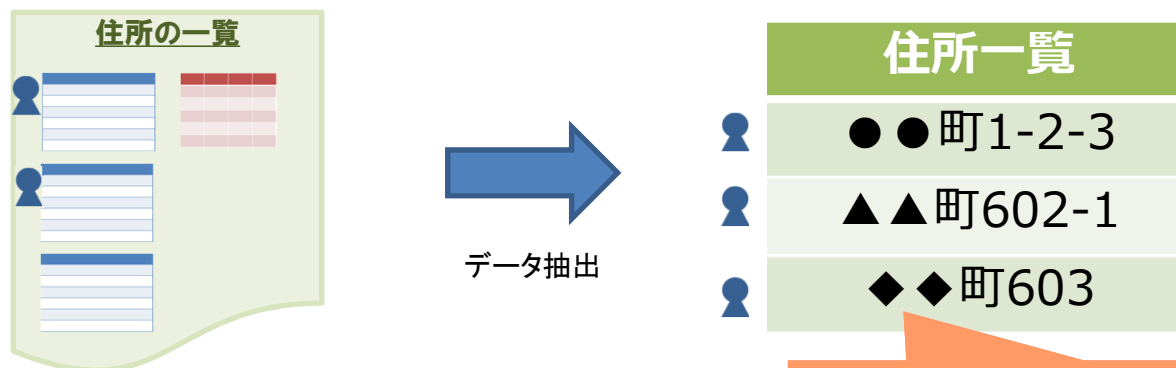 住所の一覧
データ抽出
住所一覧
●●町1-2-3
▲▲町602-1
◆◆町603